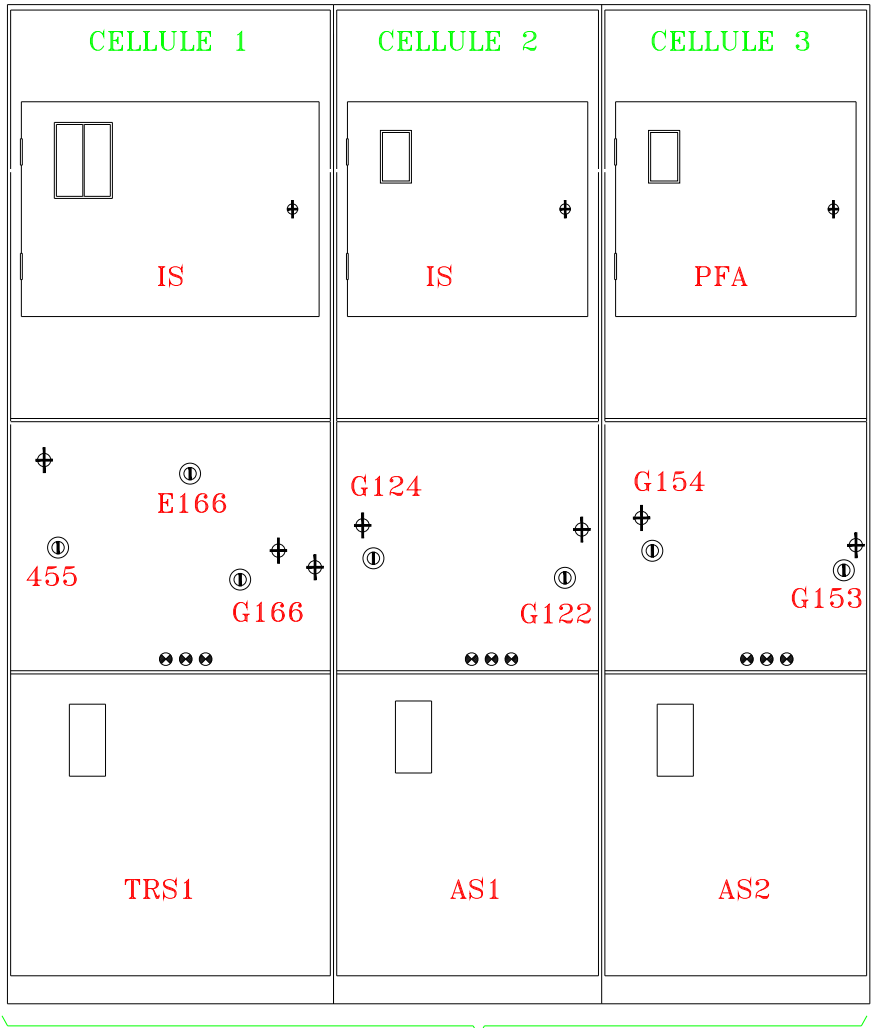 CELLULE 1
CELLULE 2
CELLULE 3
IS
IS
PFA
E166
455
G166
G124
G122
G154
G153
TRS1
AS1
AS2